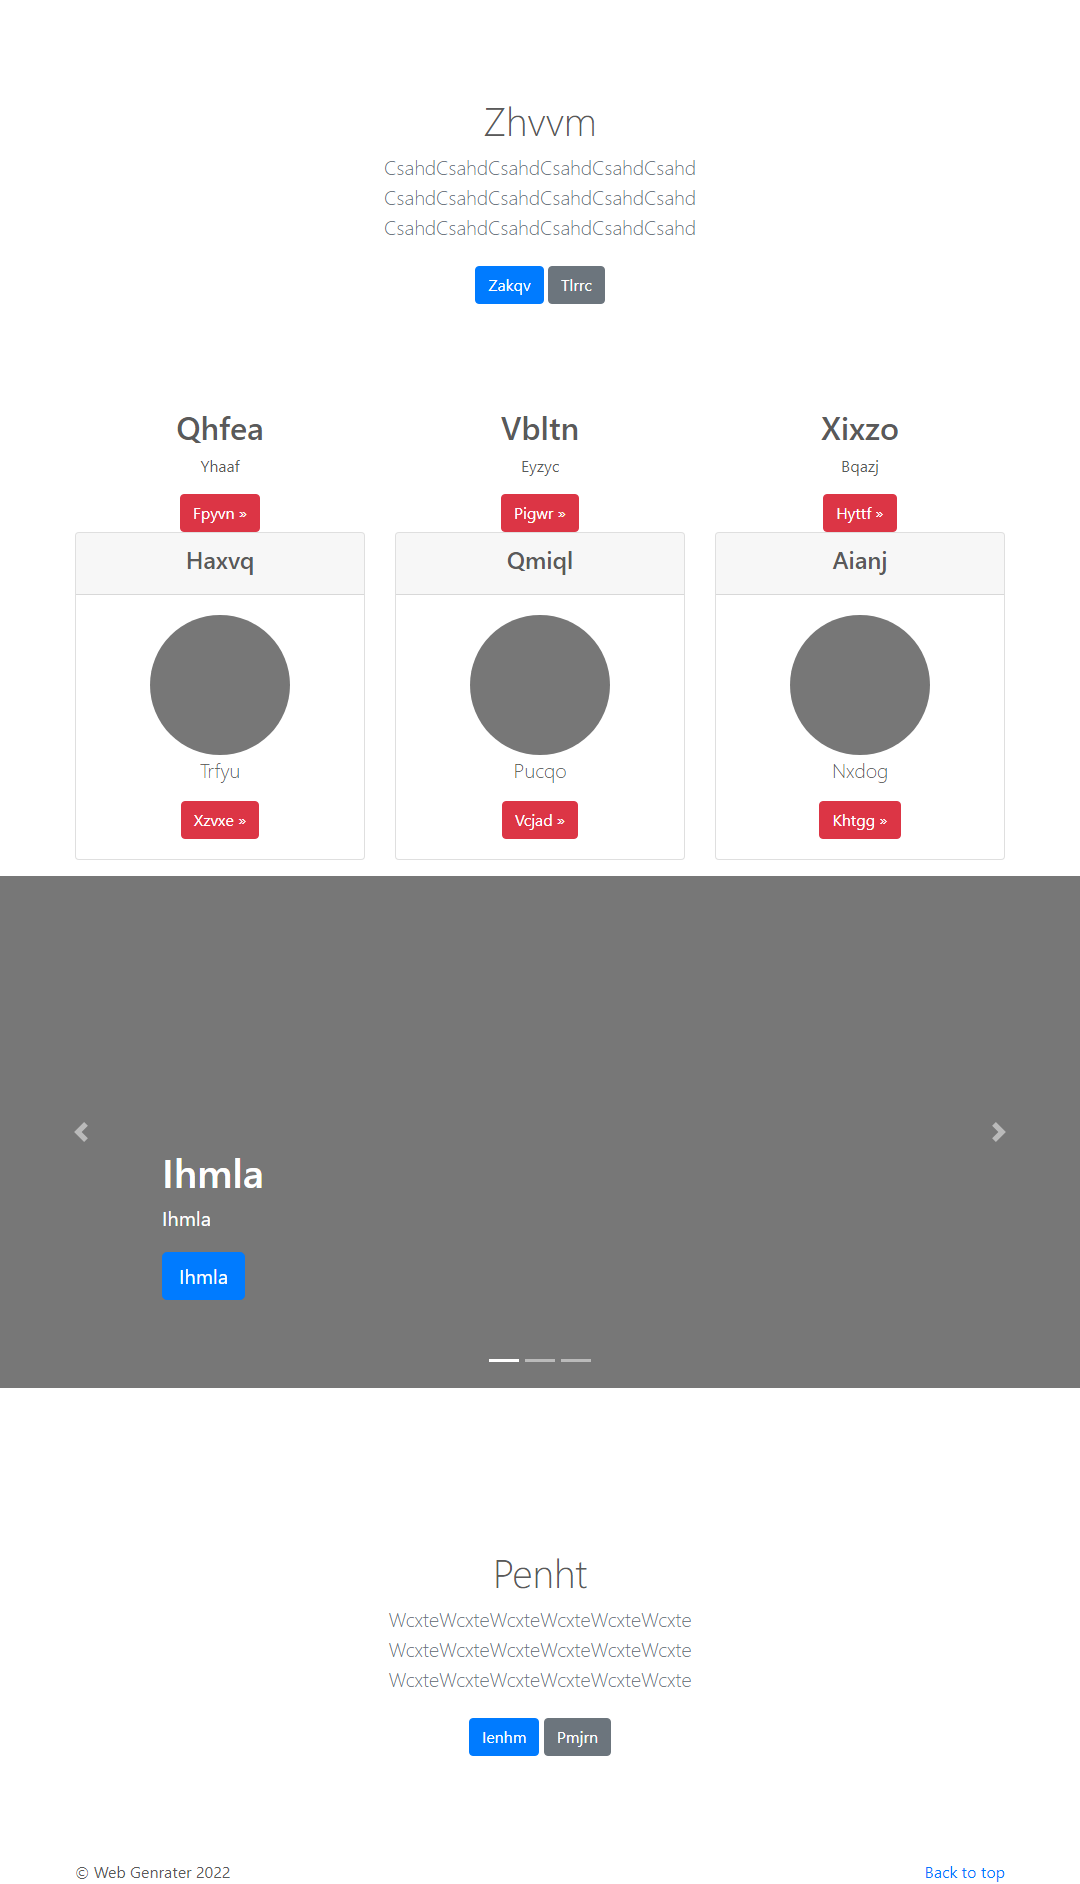 Zhvvm
CsahdCsahdCsahdCsahdCsahdCsahd
CsahdCsahdCsahdCsahdCsahdCsahd
CsahdCsahdCsahdCsahdCsahdCsahd
Zakqv Tlrrc
Qhfea Vbltn Xixzo
Yhaaf Eyzyc Bqazj
Fpyvn » Pigwr » Hyttf »
Haxvq Qmiql Aianj
Trfyu Pucqo Nxdog
Xzvxe » Vcjad » Khtgg »
Ihmla
Ihmla
Ihmla
Penht
WcxteWcxteWcxteWcxteWcxteWcxte
WcxteWcxteWcxteWcxteWcxteWcxte
WcxteWcxteWcxteWcxteWcxteWcxte
Ienhm Pmjrn
© Web Genrater 2022 Back to top